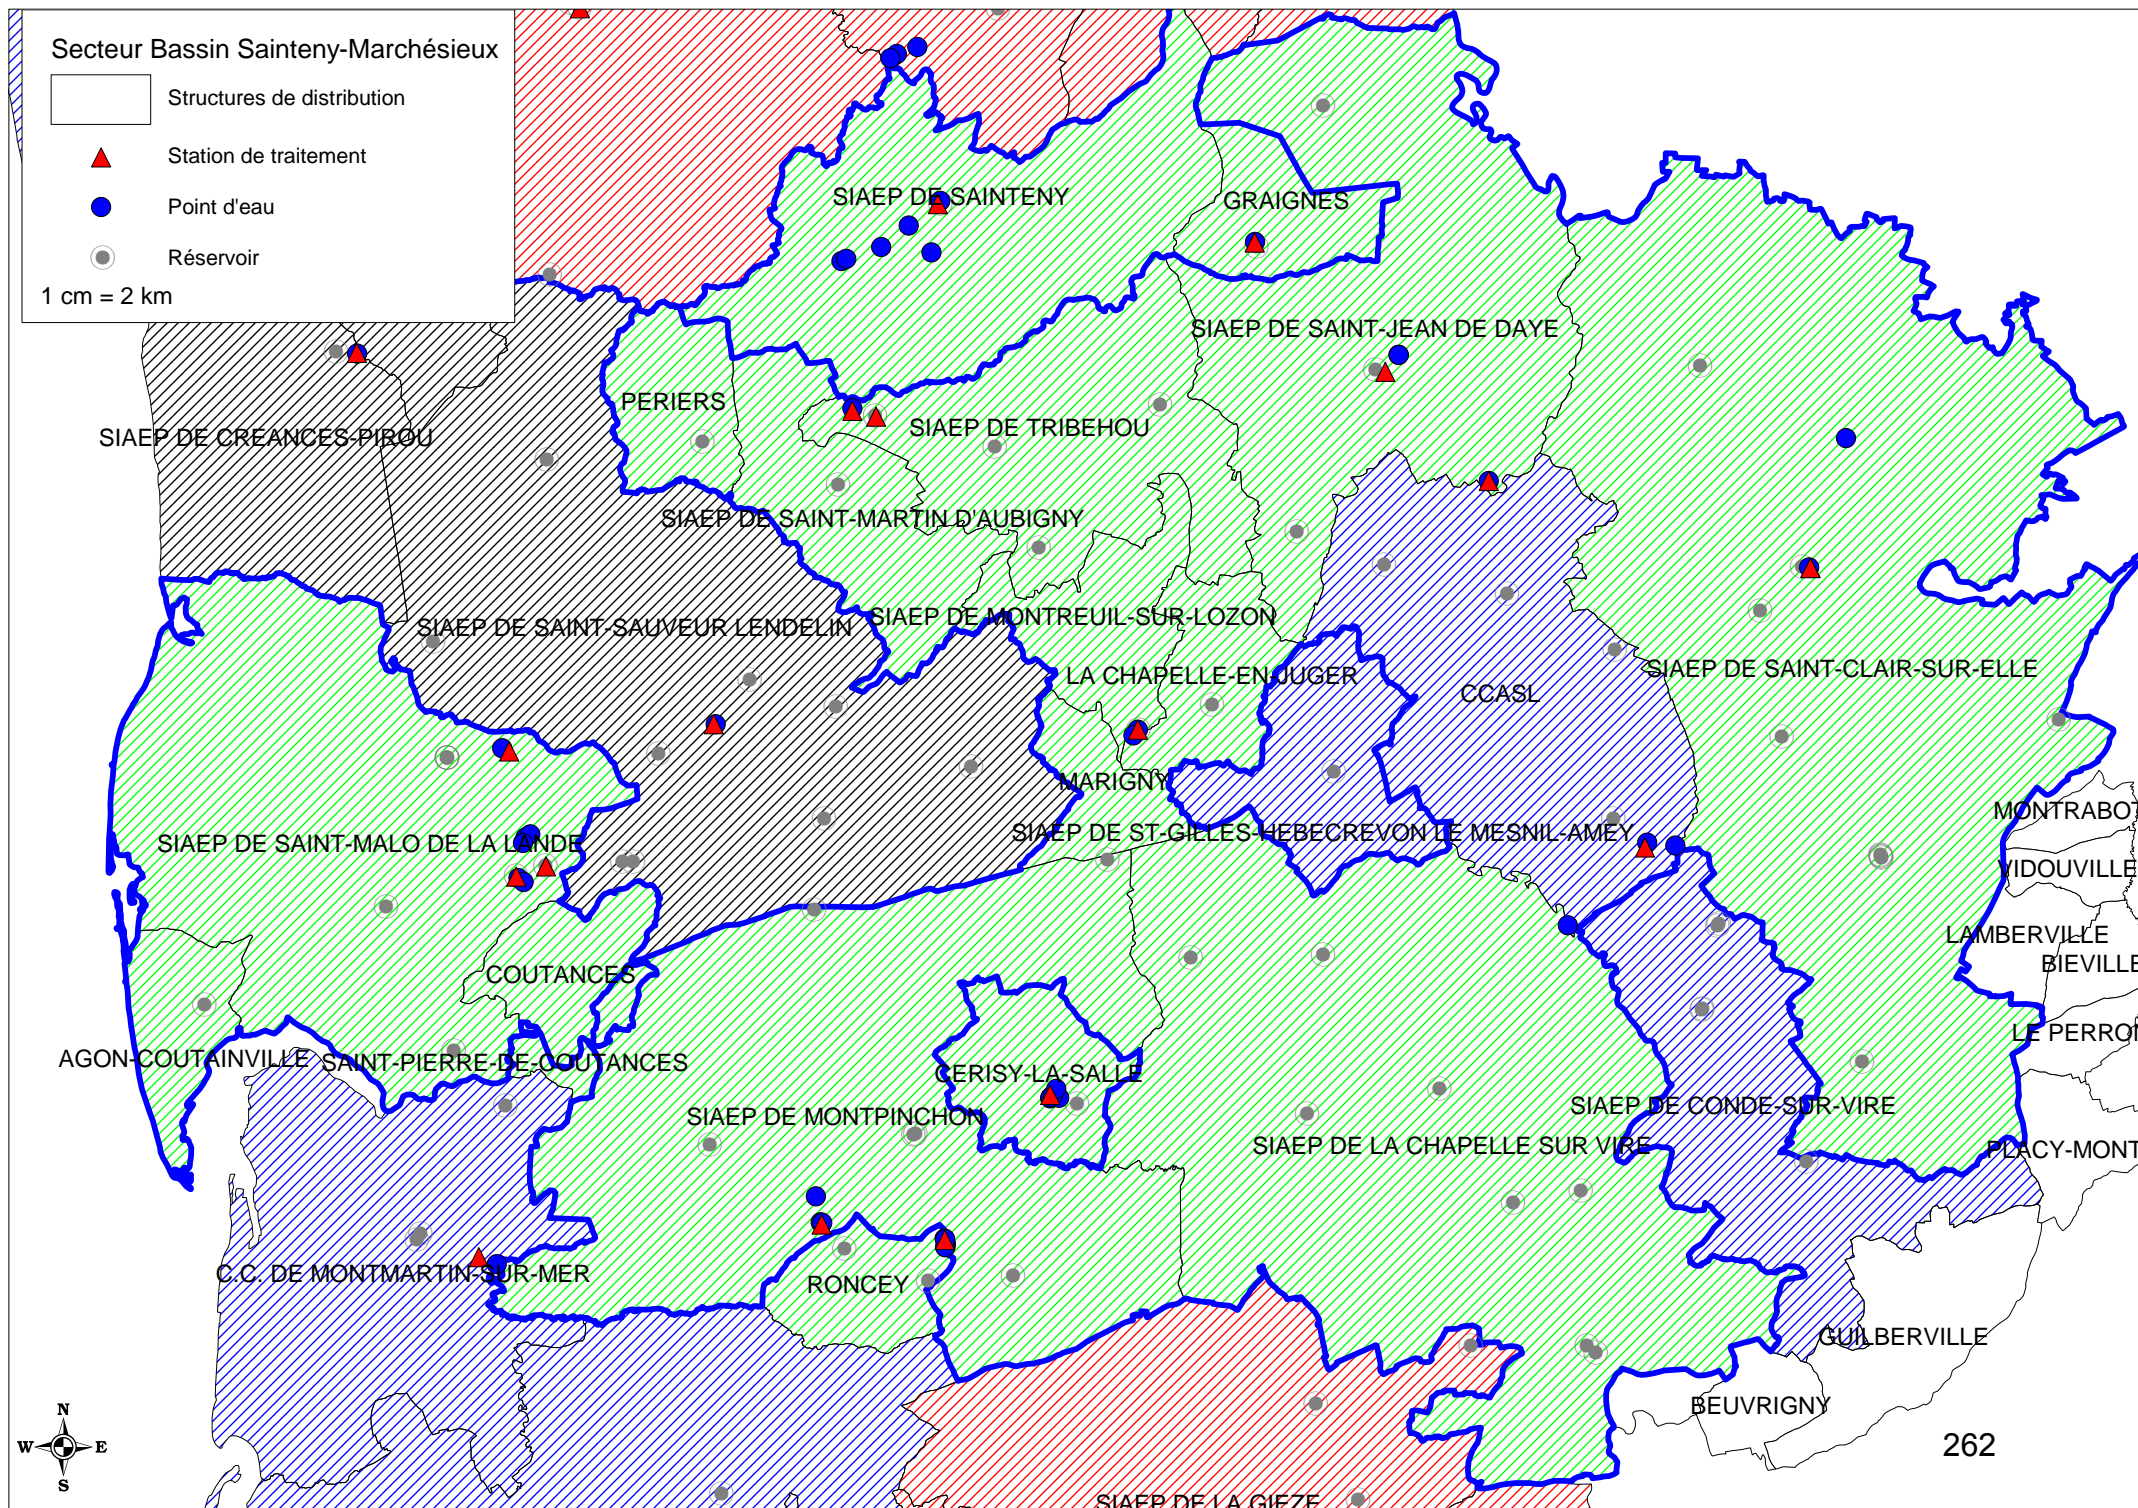 Secteur Bassin Sainteny-Marchésieux
Structures de distribution
Station de traitement
Point d'eau
Réservoir
1 cm = 2 km
SIAEP DE SAINTENY
GRAIGNES
SIAEP DE SAINT-JEAN DE DAYE
PERIERS
SIAEP DE TRIBEHOU
SIAEP DE CREANCES-PIROU
SIAEP DE SAINT-MARTIN D'AUBIGNY
SIAEP DE MONTREUIL-SUR-LOZON
SIAEP DE SAINT-SAUVEUR LENDELIN
LA CHAPELLE-EN-JUGER
SIAEP DE SAINT-CLAIR-SUR-ELLE
CCASL
MARIGNY
MONTRABOT
SIAEP DE ST-GILLES-HEBECREVON LE MESNIL-AMEY
SIAEP DE SAINT-MALO DE LA LANDE
VIDOUVILLE
LAMBERVILLE
BIEVILLE
COUTANCES
LE PERRON
AGON-COUTAINVILLE
SAINT-PIERRE-DE-COUTANCES
CERISY-LA-SALLE
SIAEP DE CONDE-SUR-VIRE
SIAEP DE MONTPINCHON
SIAEP DE LA CHAPELLE SUR VIRE
PLACY-MONT
C.C. DE MONTMARTIN-SUR-MER
RONCEY
GUILBERVILLE
BEUVRIGNY
N
W E
S
262
SIAEP DE LA GIEZE